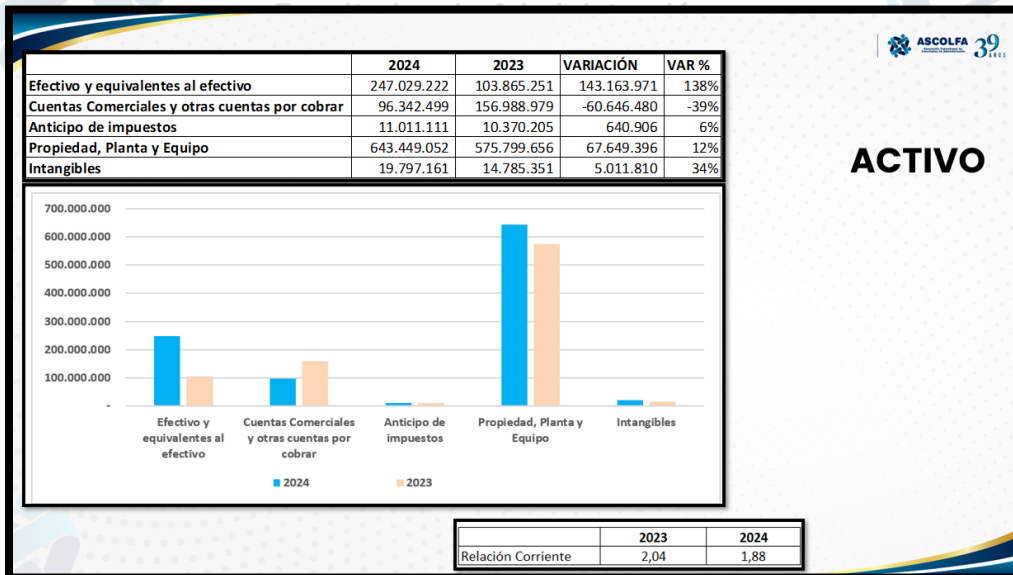 ASCOLFA 39
AÑOS
2024 2023 VARIACIÓN VAR %
Efectivo y equivalentes al efectivo 247.029.222 103.865.251 143.163.971 138%
Cuentas Comerciales y otras cuentas por cobrar 96.342.499 156.988.979 -60.646.480 -39%
Anticipo de impuestos 11.011.111 10.370.205 640.906 6%
Propiedad, Planta y Equipo 643.449.052 575.799.656 67.649.396 12%
Intangibles 19.797.161 14.785.351 5.011.810 34%
ACTIVO
700.000.000
600.000.000
500.000.000
400.000.000
300.000.000
200.000.000
100.000.000
-
Efectivo y
equivalentes al
efectivo
Cuentas Comerciales
y otras cuentas por
cobrar
Anticipo de
impuestos
Propiedad, Planta y
Equipo
Intangibles
2024 2023
2023 2024
Relación Corriente 2,04 1,88